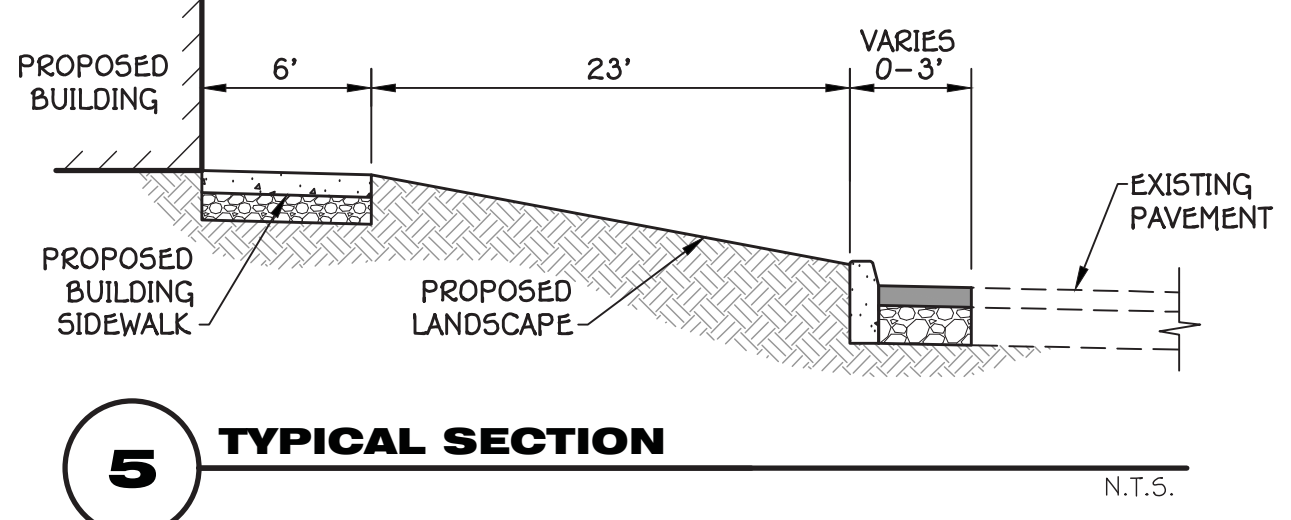 VARIES
6’
23’
0-3’
PROPOSED
BUILDING
EXISTING
PAVEMENT
PROPOSED
BUILDING
SIDEWALK
PROPOSED
LANDSCAPE
5
TYPICAL SECTION
N.T.S.